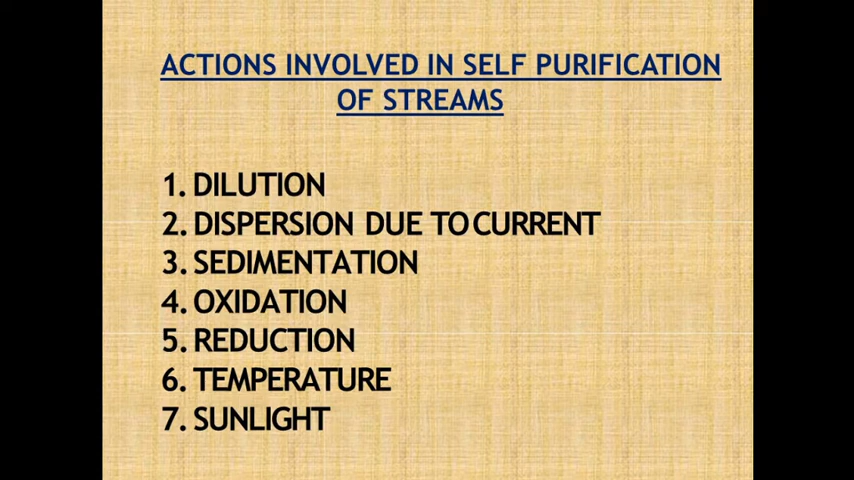 ACTIONS INVOLVED IN SELF PURIFICATION
OF STREAMS
1. DILUTION
2. DISPERSION DUE TO CURRENT
3. SEDIMENTATION
4. OXIDATION
5. REDUCTION
6. TEMPERATURE
7. SUNLIGHT